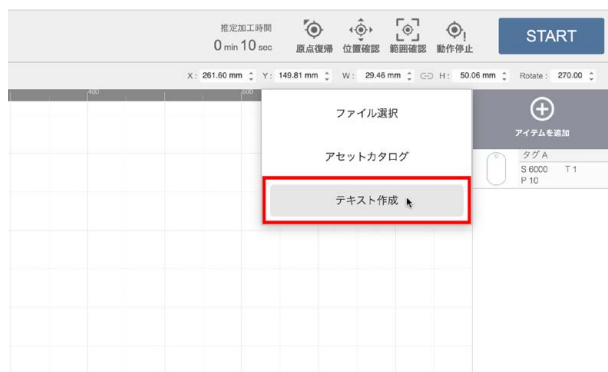 推定加工時間
0 min 10 sec
原点復帰 位置確認 範囲確認 動作停止
START
X : 261.60 mm Y : 149.81 mm W : 29.46 mm H : 50.06 mm Rotate : 270.00
400 500
ファイル選択
アセットカタログ
テキスト作成
アイテムを追加
タグ A
S 6000 T 1
P 10